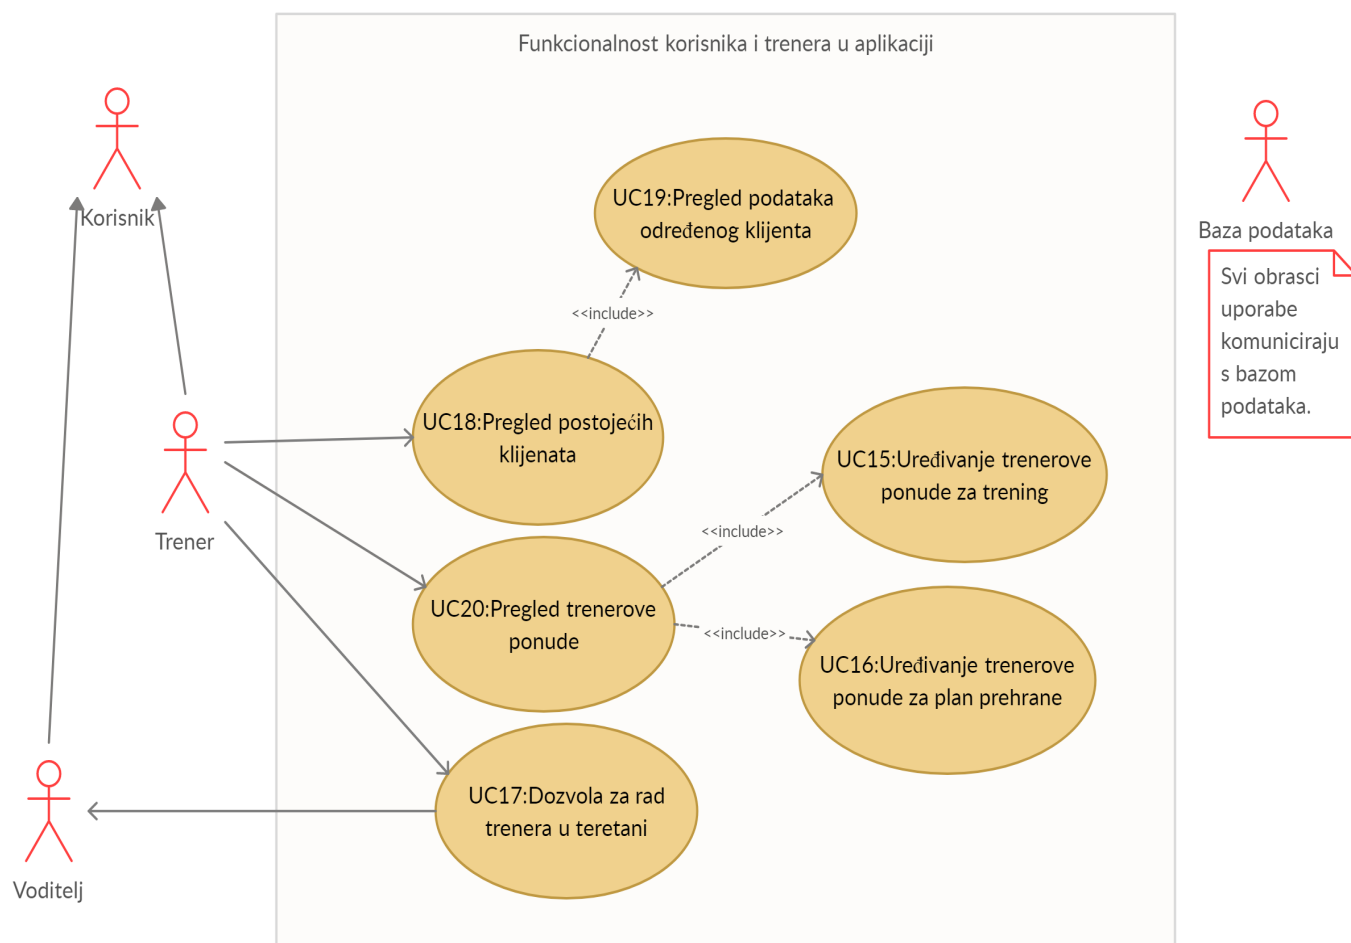 Funkcionalnost korisnika i trenera u aplikaciji
Korisnik
Baza podataka
Svi obrasci
uporabe
komuniciraju
s bazom
podataka.
UC19:Pregled podataka
određenog klijenta
<<include>>
UC18:Pregled postojećih
klijenata
Trener
UC15:Uređivanje trenerove
ponude za trening
<<include>>
UC20:Pregled trenerove
ponude
<<include>>
UC16:Uređivanje trenerove
ponude za plan prehrane
UC17:Dozvola za rad
trenera u teretani
Voditelj